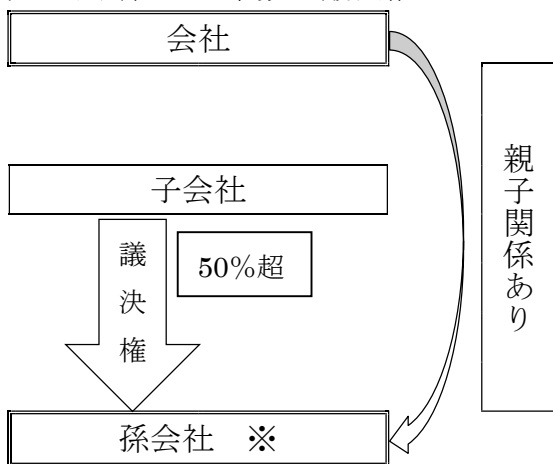 会社
子会社
議決権
50％超
親子関係あり
孫会社　※